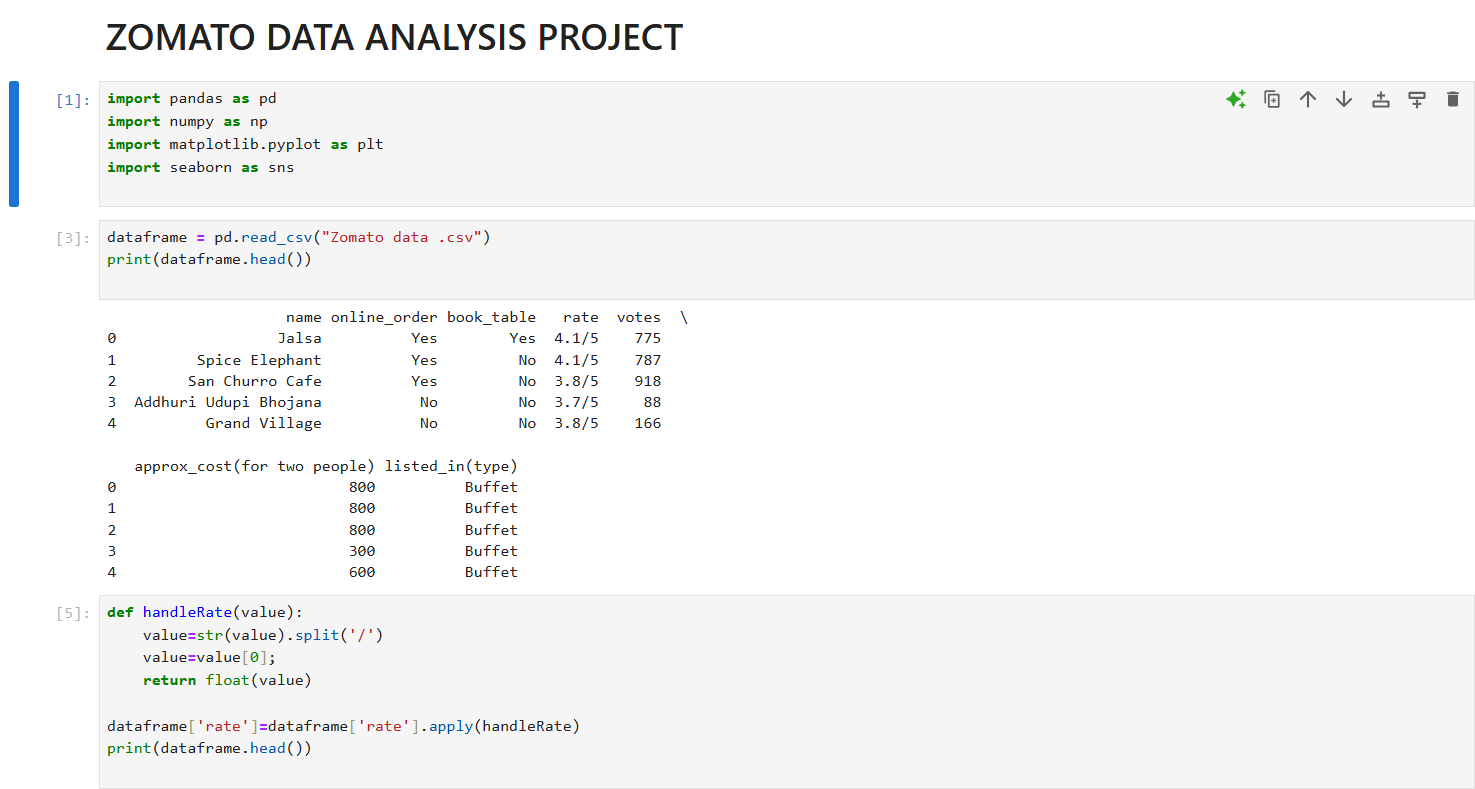 ZOMATO DATA ANALYSIS PROJECT
[1]:
import pandas as pd
import numpy as np
import matplotlib.pyplot as plt
import seaborn as sns
[3]:
dataframe = pd.read_csv("Zomato data .csv")
print(dataframe.head())
                    name online_order book_table   rate  votes  \
0                  Jalsa          Yes        Yes  4.1/5    775
1         Spice Elephant          Yes         No  4.1/5    787
2        San Churro Cafe          Yes         No  3.8/5    918
3  Addhuri Udupi Bhojana           No         No  3.7/5     88
4          Grand Village           No         No  3.8/5    166
   approx_cost(for two people) listed_in(type)
0                          800          Buffet
1                          800          Buffet
2                          800          Buffet
3                          300          Buffet
4                          600          Buffet
[5]:
def handleRate(value):
    value=str(value).split('/')
    value=value[0];
    return float(value)
dataframe['rate']=dataframe['rate'].apply(handleRate)
print(dataframe.head())